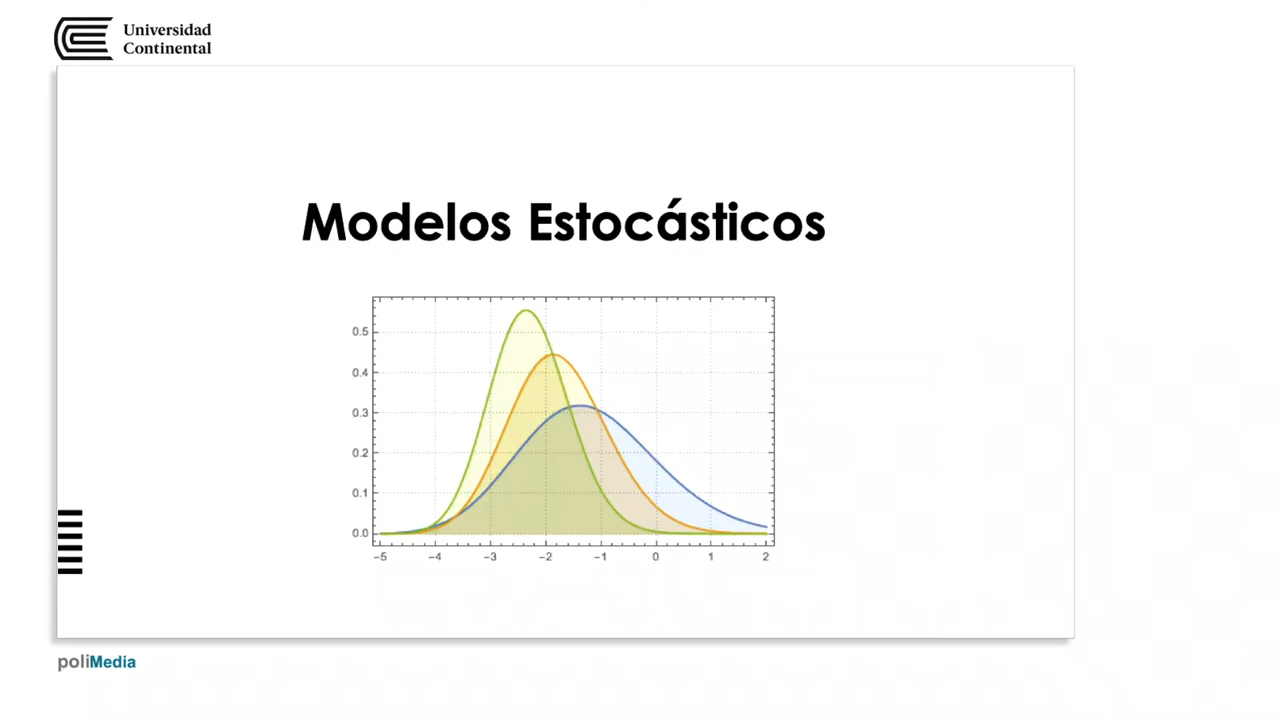 Universidad
Continental
Modelos Estocásticos
0.5
0.4
0.3
0.2
0.1
0.0
−5 −4 −3 −2 −1 0 1 2
poliMedia